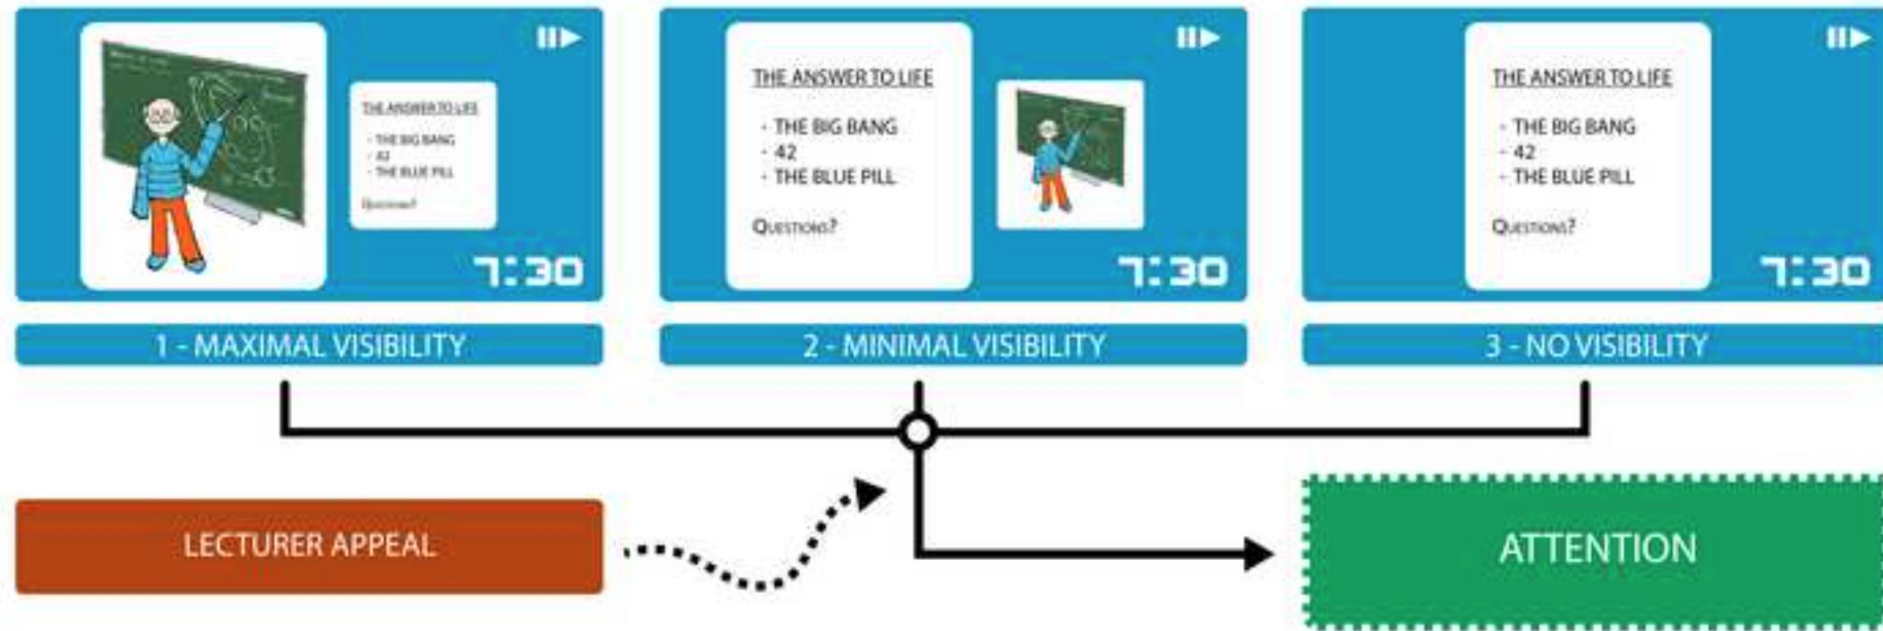 THE ANSWER TO LIFE
- THE BIG BANG
- 42
- THE BLUE PILL
Questions?
7:30
1 - MAXIMAL VISIBILITY
THE ANSWER TO LIFE
- THE BIG BANG
- 42
- THE BLUE PILL
QUESTIONS?
7:30
2 - MINIMAL VISIBILITY
THE ANSWER TO LIFE
- THE BIG BANG
- 42
- THE BLUE PILL
QUESTIONS?
7:30
3 - NO VISIBILITY
LECTURER APPEAL
ATTENTION